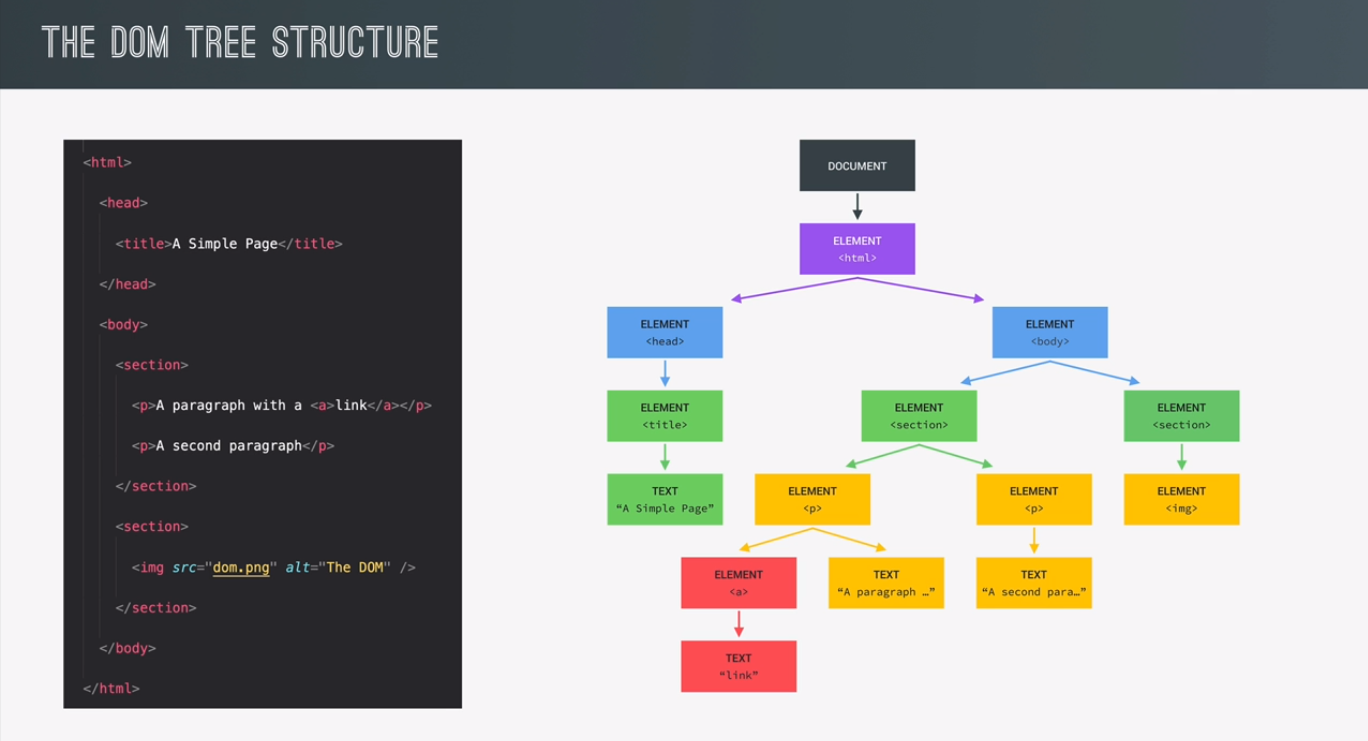 THE DOM TREE STRUCTURE
<html>
<head>
<title>A Simple Page</title>
</head>
<body>
<section>
<p>A paragraph with a <a>link</a></p>
<p>A second paragraph</p>
</section>
<section>
<img src="dom.png" alt="The DOM" />
</section>
</body>
</html>
DOCUMENT
ELEMENT
<html>
ELEMENT
<head>
ELEMENT
<body>
ELEMENT
<title>
ELEMENT
<section>
ELEMENT
<section>
TEXT
“A Simple Page”
ELEMENT
<p>
ELEMENT
<p>
ELEMENT
<img>
ELEMENT
<a>
TEXT
“A paragraph …”
TEXT
“A second para…”
TEXT
“link”